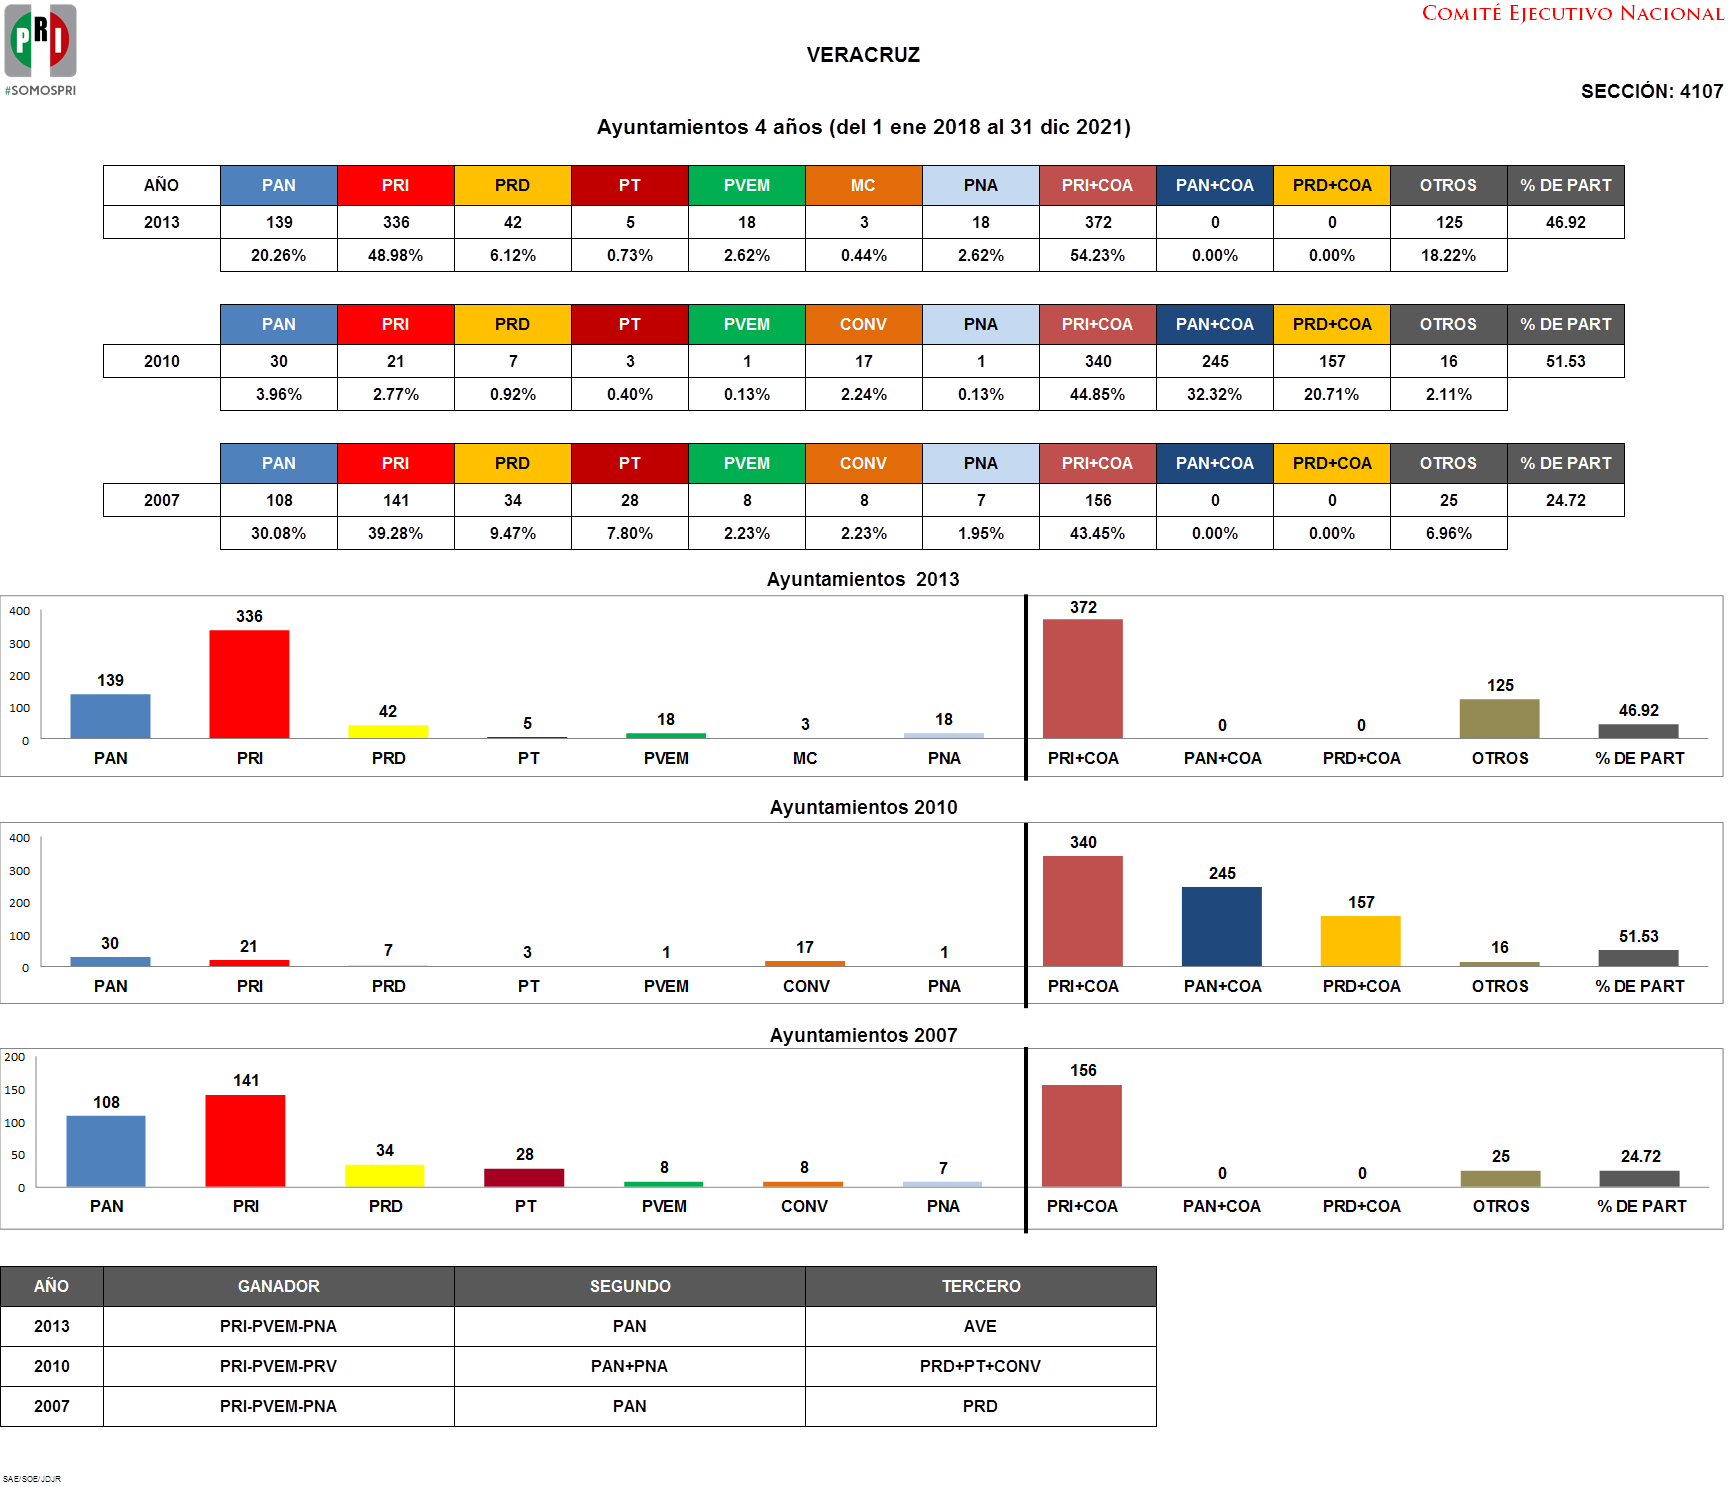 COMITÉ EJECUTIVO NACIONAL
PRI
#SOMOSPRI
VERACRUZ
SECCIÓN: 4107
Ayuntamientos 4 años (del 1 ene 2018 al 31 dic 2021)
AÑO PAN PRI PRD PT PVEM MC PNA PRI+COA PAN+COA PRD+COA OTROS % DE PART
2013 139 336 42 5 18 3 18 372 0 0 125 46.92
20.26% 48.98% 6.12% 0.73% 2.62% 0.44% 2.62% 54.23% 0.00% 0.00% 18.22%
PAN PRI PRD PT PVEM CONV PNA PRI+COA PAN+COA PRD+COA OTROS % DE PART
2010 30 21 7 3 1 17 1 340 245 157 16 51.53
3.96% 2.77% 0.92% 0.40% 0.13% 2.24% 0.13% 44.85% 32.32% 20.71% 2.11%
PAN PRI PRD PT PVEM CONV PNA PRI+COA PAN+COA PRD+COA OTROS % DE PART
2007 108 141 34 28 8 8 7 156 0 0 25 24.72
30.08% 39.28% 9.47% 7.80% 2.23% 2.23% 1.95% 43.45% 0.00% 0.00% 6.96%
Ayuntamientos 2013
400
300
200
100
0
139 336 42 5 18 3 18 372 0 0 125 46.92
PAN PRI PRD PT PVEM MC PNA PRI+COA PAN+COA PRD+COA OTROS % DE PART
Ayuntamientos 2010
400
300
200
100
0
30 21 7 3 1 17 1 340 245 157 16 51.53
PAN PRI PRD PT PVEM CONV PNA PRI+COA PAN+COA PRD+COA OTROS % DE PART
Ayuntamientos 2007
200
150
100
50
0
108 141 34 28 8 8 7 156 0 0 25 24.72
PAN PRI PRD PT PVEM CONV PNA PRI+COA PAN+COA PRD+COA OTROS % DE PART
AÑO GANADOR SEGUNDO TERCERO
2013 PRI-PVEM-PNA PAN AVE
2010 PRI-PVEM-PRV PAN+PNA PRD+PT+CONV
2007 PRI-PVEM-PNA PAN PRD
SAE/SOE/JDJR